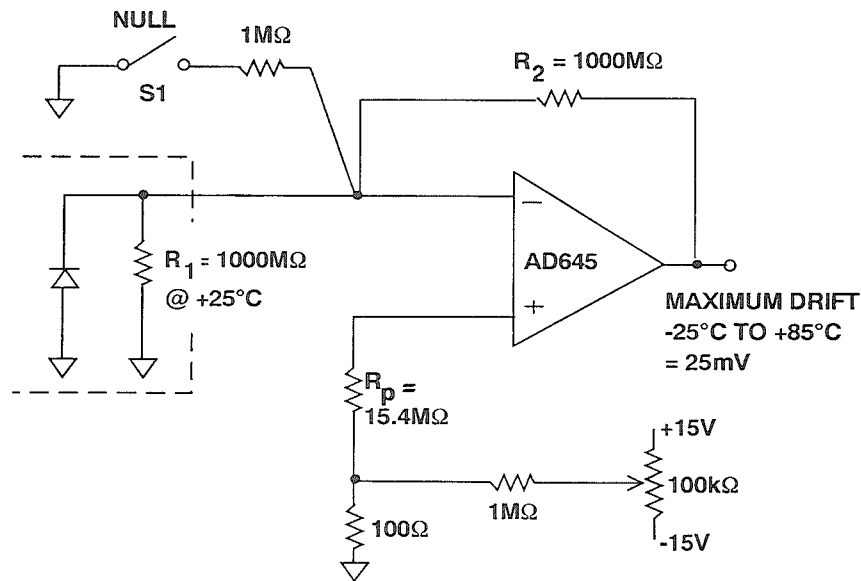 NULL
1MΩ
S1
R2 = 1000MΩ
R1 = 1000MΩ
@ +25°C
−
AD645
+
MAXIMUM DRIFT
-25°C TO +85°C
= 25mV
Rp =
15.4MΩ
+15V
100kΩ
1MΩ
100Ω
-15V